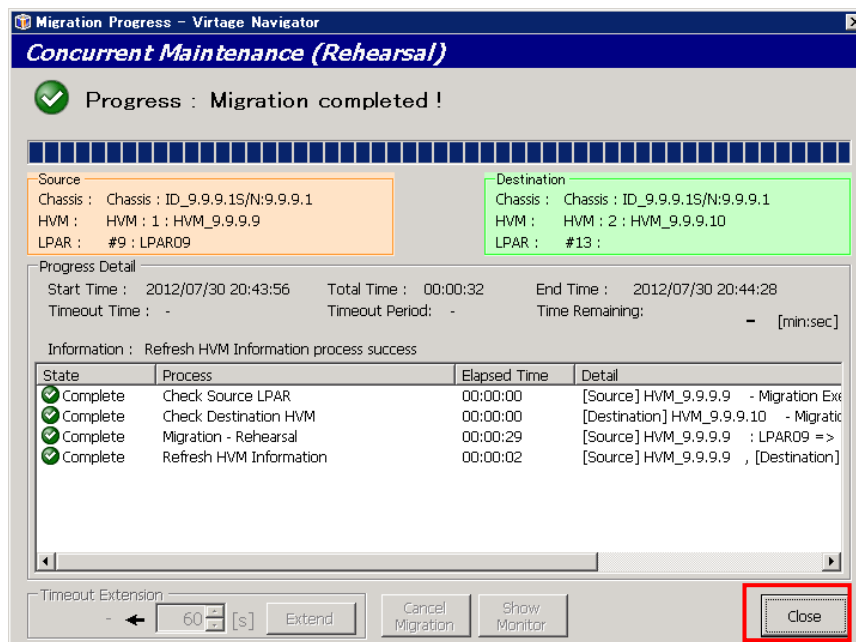 Migration Progress - Virtage Navigator
Concurrent Maintenance (Rehearsal)
Progress : Migration completed !
Source
Chassis : Chassis : ID_9.9.9.1S/N:9.9.9.1
HVM : HVM : 1 : HVM_9.9.9.9
LPAR : #9 : LPAR09
Destination
Chassis : Chassis : ID_9.9.9.1S/N:9.9.9.1
HVM : HVM : 2 : HVM_9.9.9.10
LPAR : #13 :
Progress Detail
Start Time : 2012/07/30 20:43:56 Total Time : 00:00:32 End Time : 2012/07/30 20:44:28
Timeout Time : - Timeout Period: - Time Remaining: - [min:sec]
Information : Refresh HVM Information process success
State Process Elapsed Time Detail
Complete Check Source LPAR 00:00:00 [Source] HVM_9.9.9.9 - Migration Exe
Complete Check Destination HVM 00:00:00 [Destination] HVM_9.9.9.10 - Migratio
Complete Migration - Rehearsal 00:00:29 [Source] HVM_9.9.9.9 : LPAR09 =>
Complete Refresh HVM Information 00:00:02 [Source] HVM_9.9.9.9 , [Destination]
Timeout Extension
- 60 [s] Extend
Cancel Migration
Show Monitor
Close